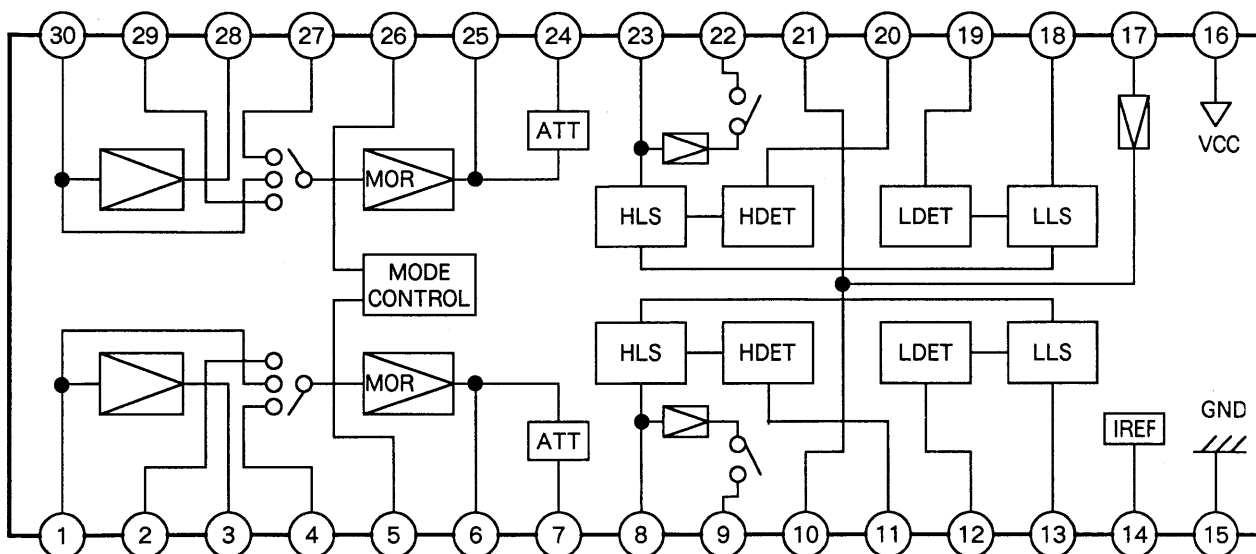 30 29 28 27 26 25 24 23 22 21 20 19 18 17 16
ATT
VCC
MOR
HLS HDET LDET LLS
MODE
CONTROL
HLS HDET LDET LLS
MOR
GND
ATT IREF
1 2 3 4 5 6 7 8 9 10 11 12 13 14 15